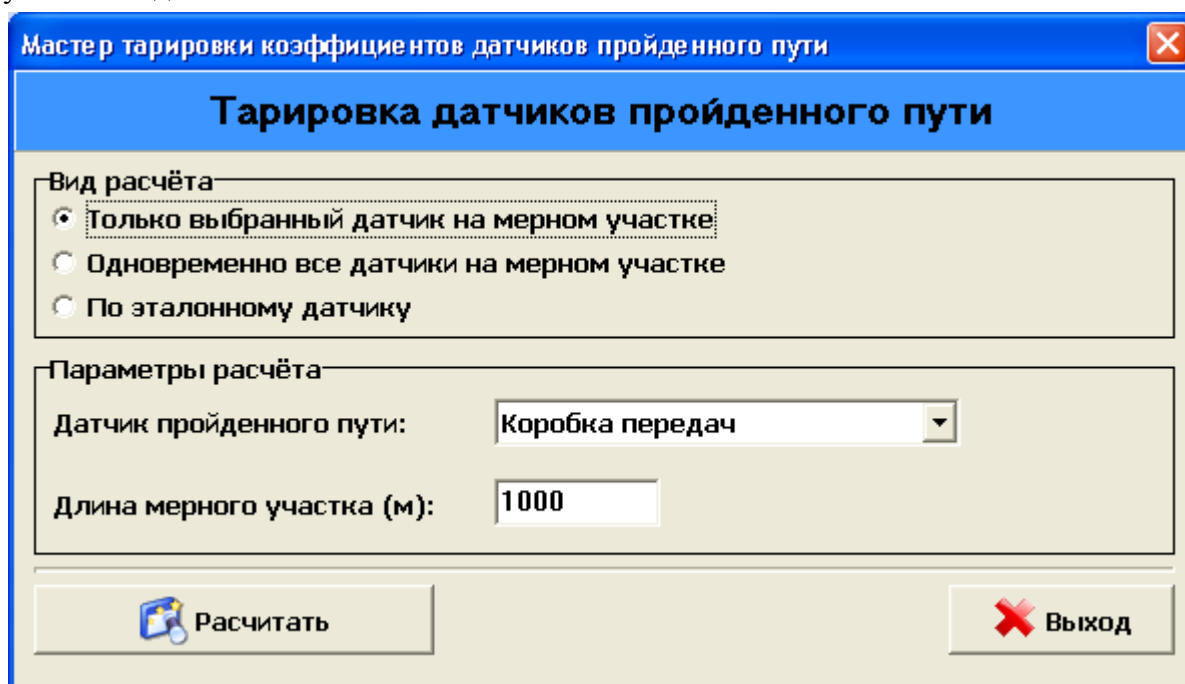 Мастер тарировки коэффициентов датчиков пройденного пути
Тарировка датчиков пройденного пути
Вид расчёта
Только выбранный датчик на мерном участке
Одновременно все датчики на мерном участке
По эталонному датчику
Параметры расчёта
Датчик пройденного пути: Коробка передач
Длина мерного участка (м): 1000
Расчитать Выход